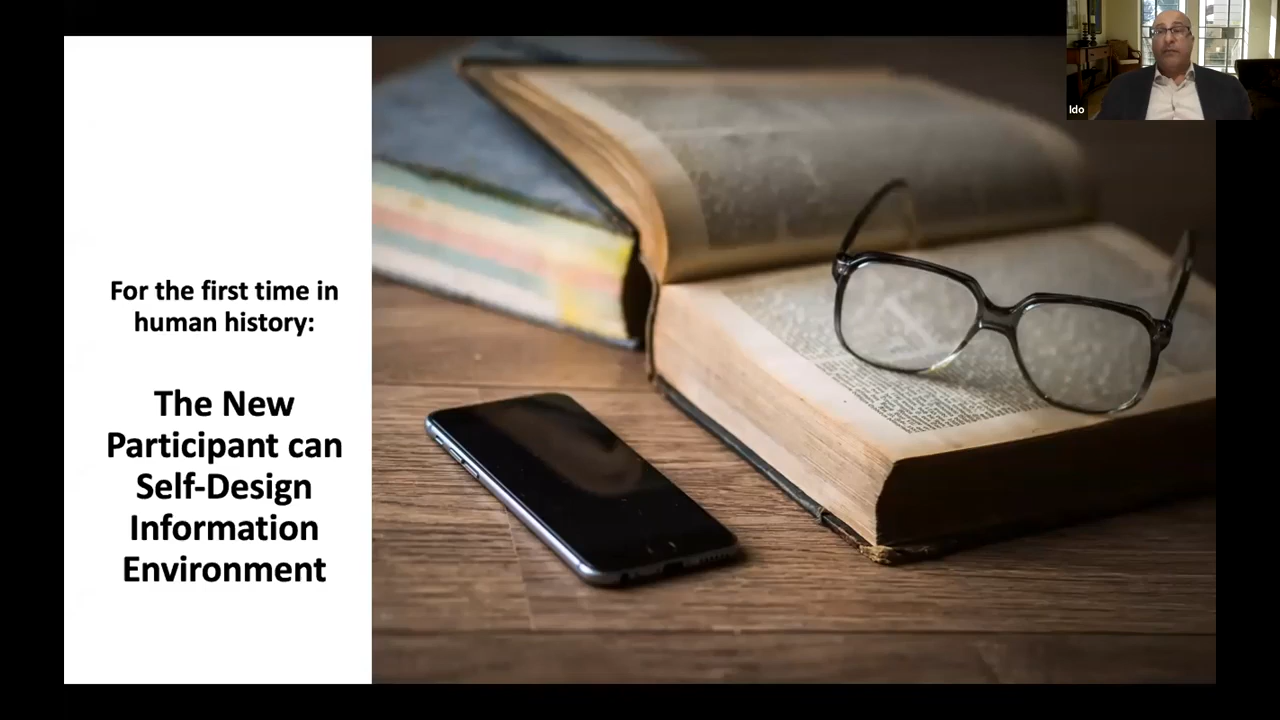 For the first time in
human history:
The New
Participant can
Self-Design
Information
Environment
Ido